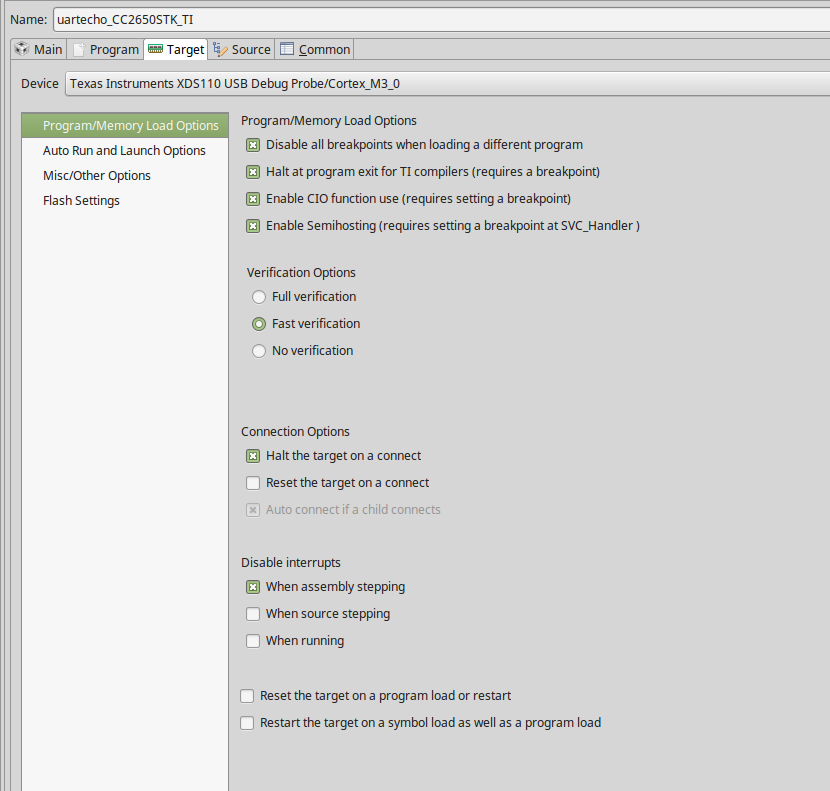 Name: uartecho_CC2650STK_TI
Main Program Target Source Common
Device Texas Instruments XDS110 USB Debug Probe/Cortex_M3_0
Program/Memory Load Options
Auto Run and Launch Options
Misc/Other Options
Flash Settings
Program/Memory Load Options
Disable all breakpoints when loading a different program
Halt at program exit for TI compilers (requires a breakpoint)
Enable CIO function use (requires setting a breakpoint)
Enable Semihosting (requires setting a breakpoint at SVC_Handler )
Verification Options
Full verification
Fast verification
No verification
Connection Options
Halt the target on a connect
Reset the target on a connect
Auto connect if a child connects
Disable interrupts
When assembly stepping
When source stepping
When running
Reset the target on a program load or restart
Restart the target on a symbol load as well as a program load